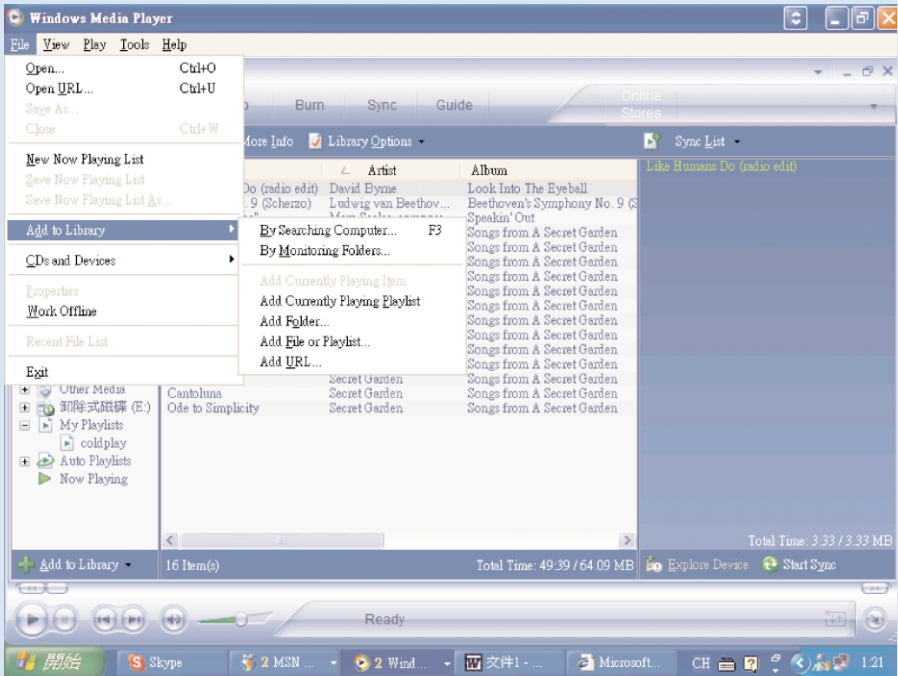 Windows Media Player
File View Play Tools Help
Open... Ctrl+O
Open URL... Ctrl+U
Save As...
Close Ctrl+W
New Now Playing List
Save Now Playing List
Save Now Playing List As...
Add to Library
CDs and Devices
Properties
Work Offline
Recent File List
Exit
By Searching Computer... F3
By Monitoring Folders...
Add Currently Playing Item
Add Currently Playing Playlist
Add Folder...
Add File or Playlist...
Add URL...
Burn Sync Guide Online Stores
More Info Library Options Sync List
Artist Album
Do (radio edit) David Byrne Look Into The Eyeball
. 9 (Scherzo) Ludwig van Beethov... Beethoven's Symphony No. 9 (S
Speakin' Out
Songs from A Secret Garden
Songs from A Secret Garden
Songs from A Secret Garden
Songs from A Secret Garden
Songs from A Secret Garden
Songs from A Secret Garden
Songs from A Secret Garden
Songs from A Secret Garden
Songs from A Secret Garden
Songs from A Secret Garden
Secret Garden Songs from A Secret Garden
Cantoluna Secret Garden Songs from A Secret Garden
Ode to Simplicity Secret Garden Songs from A Secret Garden
Like Humans Do (radio edit)
Other Media
卸除式磁碟 (E:)
My Playlists
coldplay
Auto Playlists
Now Playing
Total Time: 3:33 / 3.33 MB
Add to Library 16 Item(s) Total Time: 49:39 / 64.09 MB Explore Device Start Sync
Ready
開始 Skype 2 MSN ... 2 Wind... 文件1 - ... Microsoft... CH 1:21